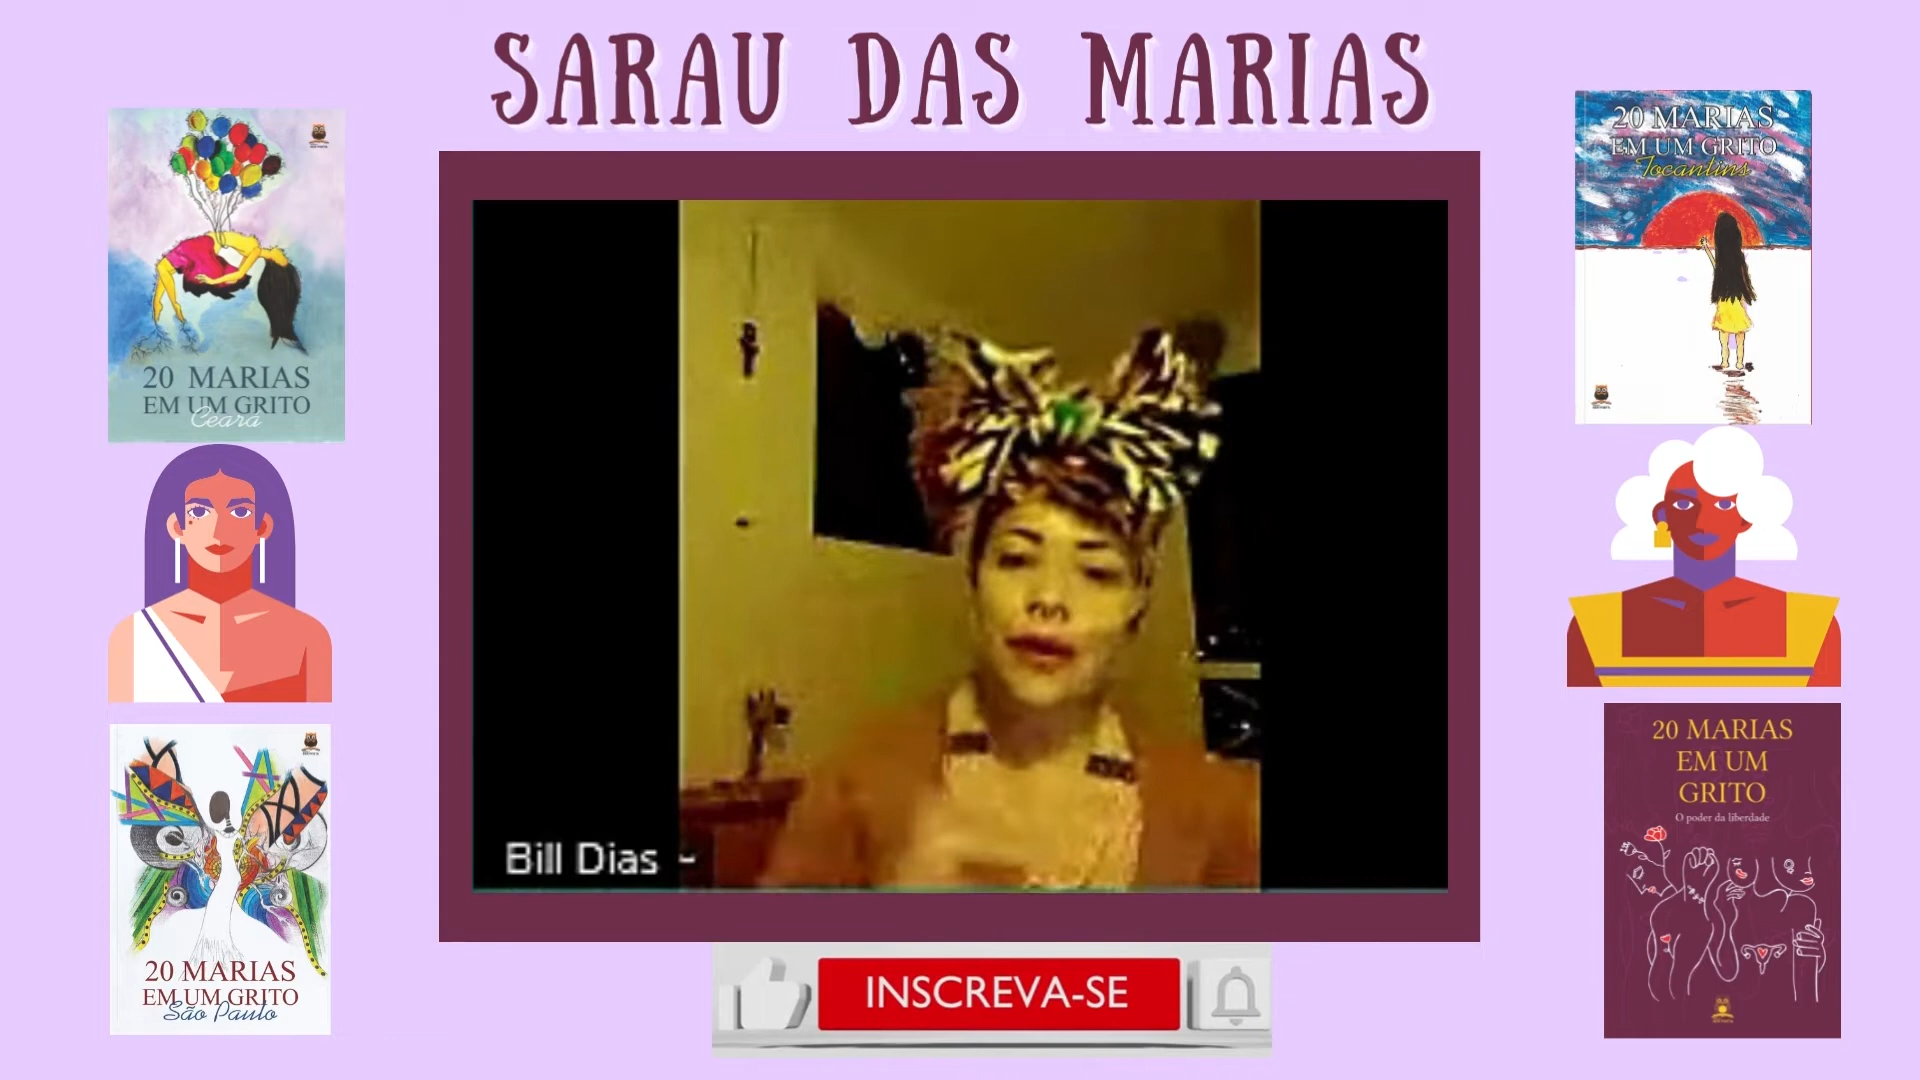 SARAU DAS MARIAS
20 MARIAS
EM UM GRITO
Ceará
20 MARIAS
EM UM GRITO
Tocantins
Bill Dias -
20 MARIAS
EM UM GRITO
São Paulo
20 MARIAS
EM UM
GRITO
O poder da liberdade
INSCREVA-SE